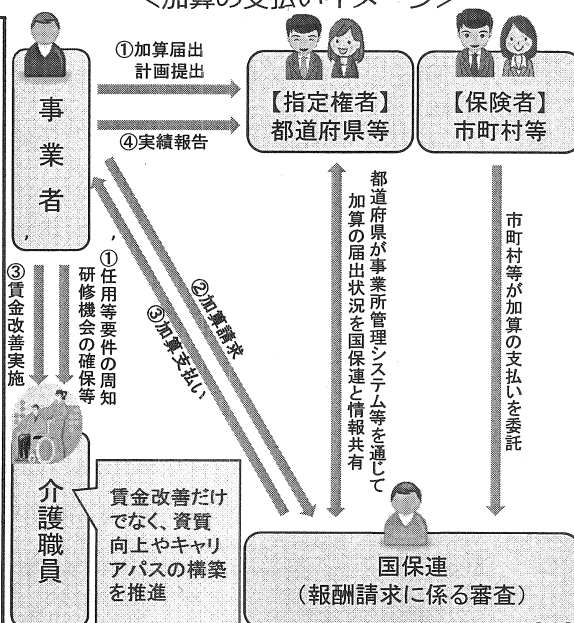 ＜加算の支払いイメージ＞
①加算届出
計画提出
④実績報告
事業者
【指定権者】
都道府県等
【保険者】
市町村等
③賃金改善実施
①任用等要件の周知
研修機会の確保等
②加算請求
③加算支払い
都道府県が事業所管理システム等を通じて
加算の届出状況を国保連と情報共有
市町村等が加算の支払いを委託
介護職員
賃金改善だけ
でなく、資質
向上やキャリ
アパスの構築
を推進
国保連
（報酬請求に係る審査）